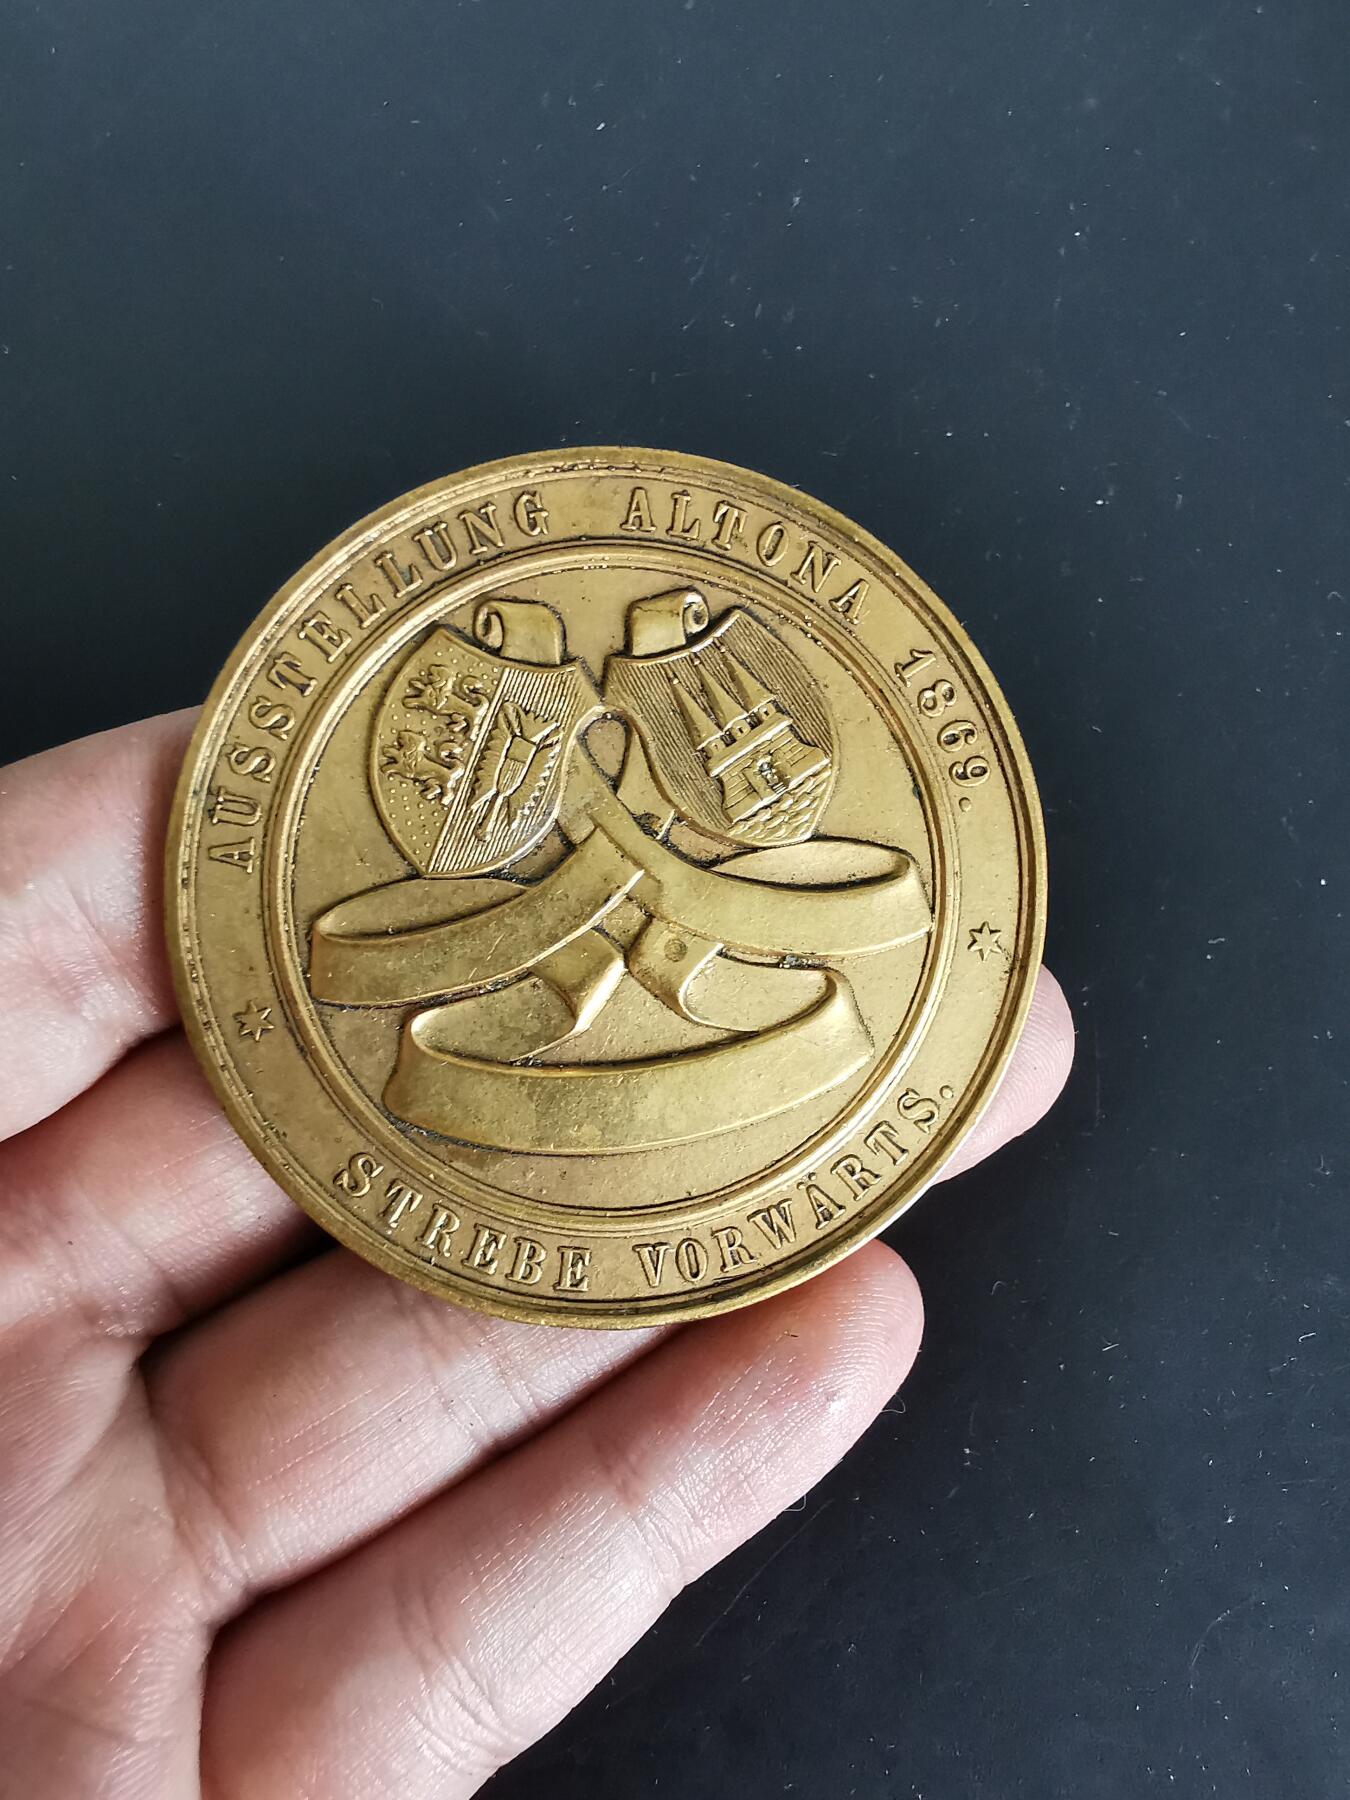 AUSSTELLUNG ALTONA 1869.
STREBE VORWÄRTS.